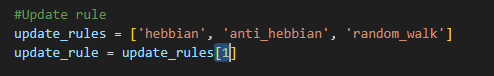 #Update rule
update_rules = ['hebbian', 'anti_hebbian', 'random_walk']
update_rule = update_rules[1]